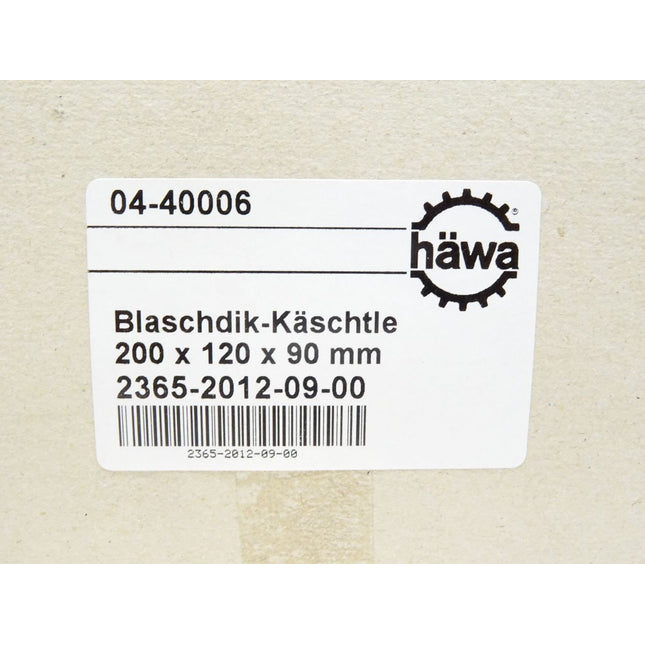 04-40006
häwa
®
Blaschdik-Käschtle
200 x 120 x 90 mm
2365-2012-09-00
2365-2012-09-00